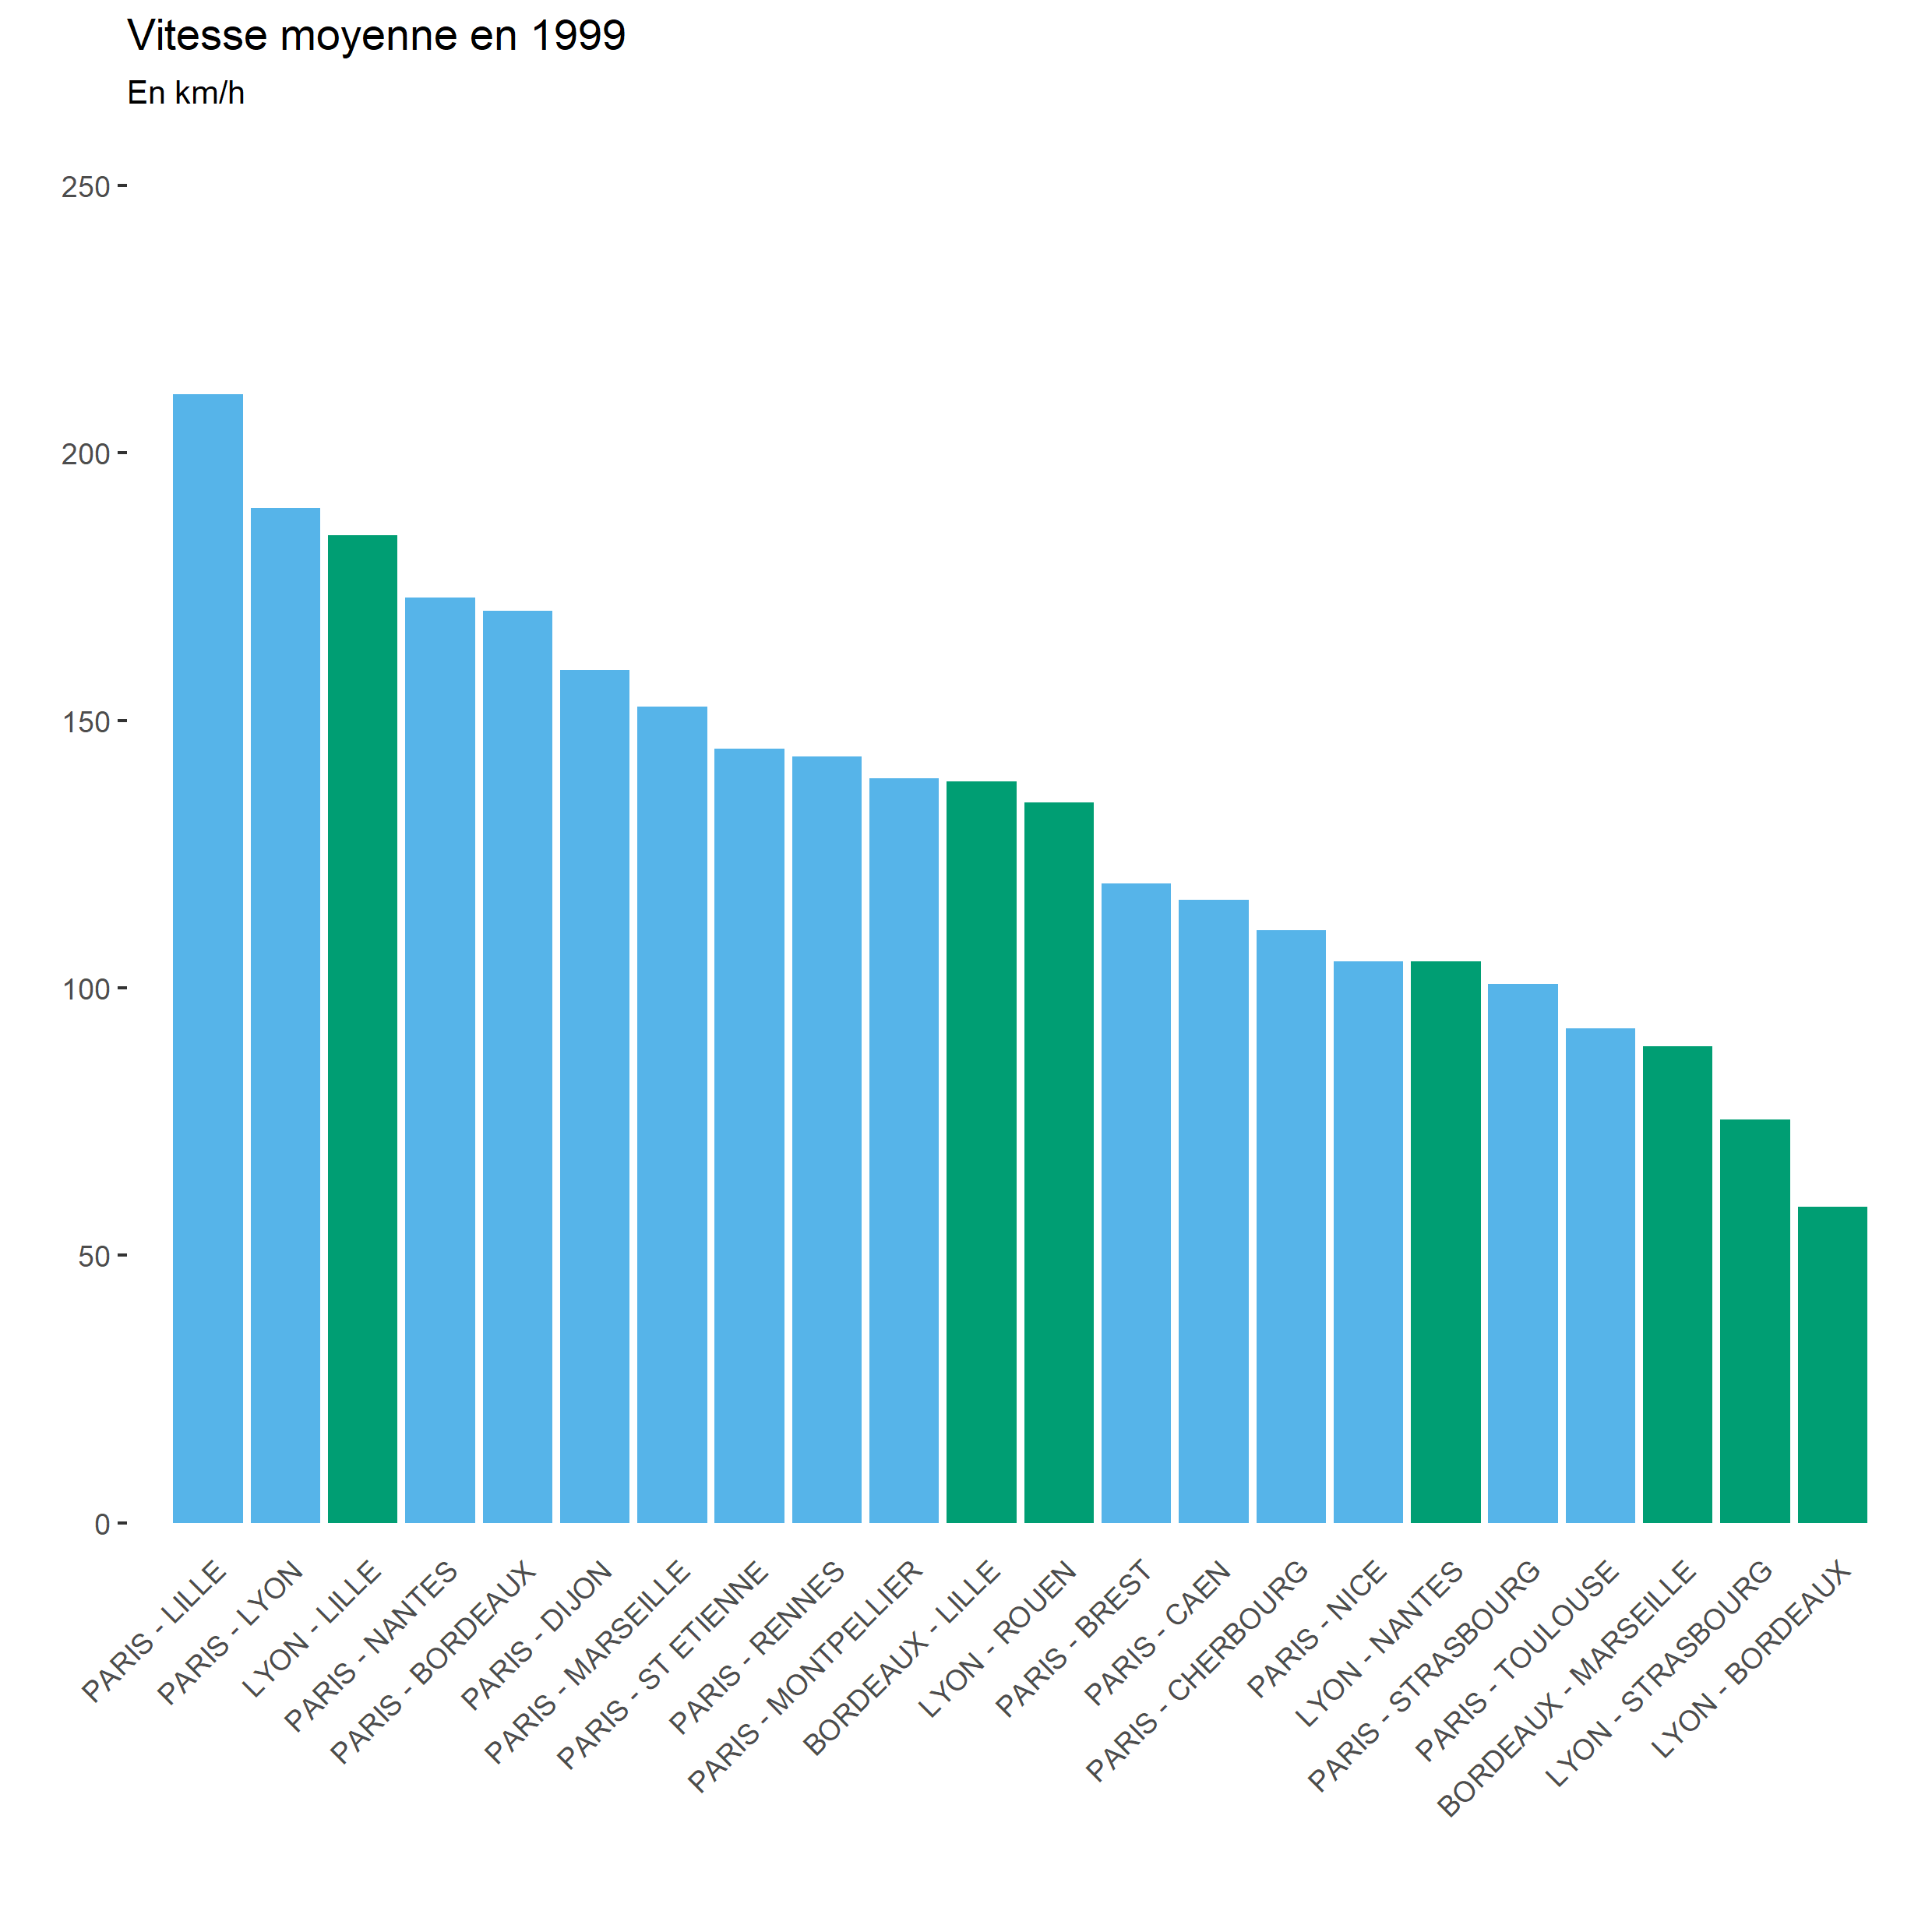 Vitesse moyenne en 1999
En km/h
250
200
150
100
50
0
PARIS - LILLE
PARIS - LYON
LYON - LILLE
PARIS - NANTES
PARIS - BORDEAUX
PARIS - DIJON
PARIS - MARSEILLE
PARIS - ST ETIENNE
PARIS - RENNES
PARIS - MONTPELLIER
BORDEAUX - LILLE
LYON - ROUEN
PARIS - BREST
PARIS - CAEN
PARIS - CHERBOURG
PARIS - NICE
LYON - NANTES
PARIS - STRASBOURG
PARIS - TOULOUSE
BORDEAUX - MARSEILLE
LYON - STRASBOURG
LYON - BORDEAUX